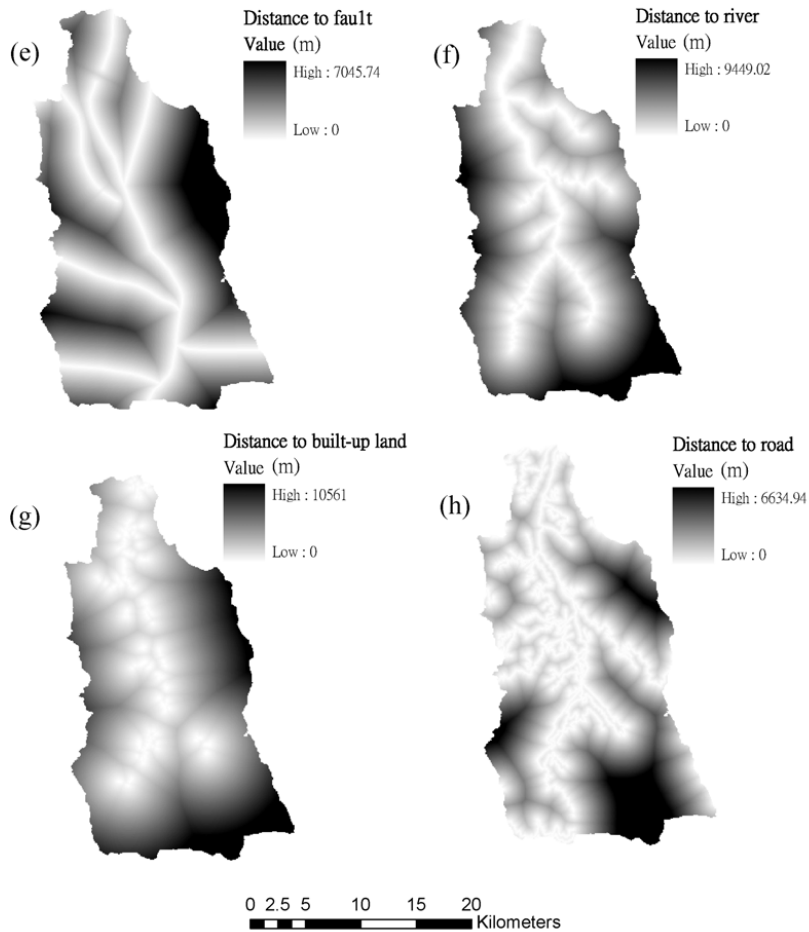 (e)
Distance to fau1t
Value (m)
High : 7045.74
Low : 0
(f)
Distance to river
Value (m)
High : 9449.02
Low : 0
(g)
Distance to built-up land
Value (m)
High : 10561
Low : 0
(h)
Distance to road
Value (m)
High : 6634.94
Low : 0
0 2.5 5 10 15 20
Kilometers